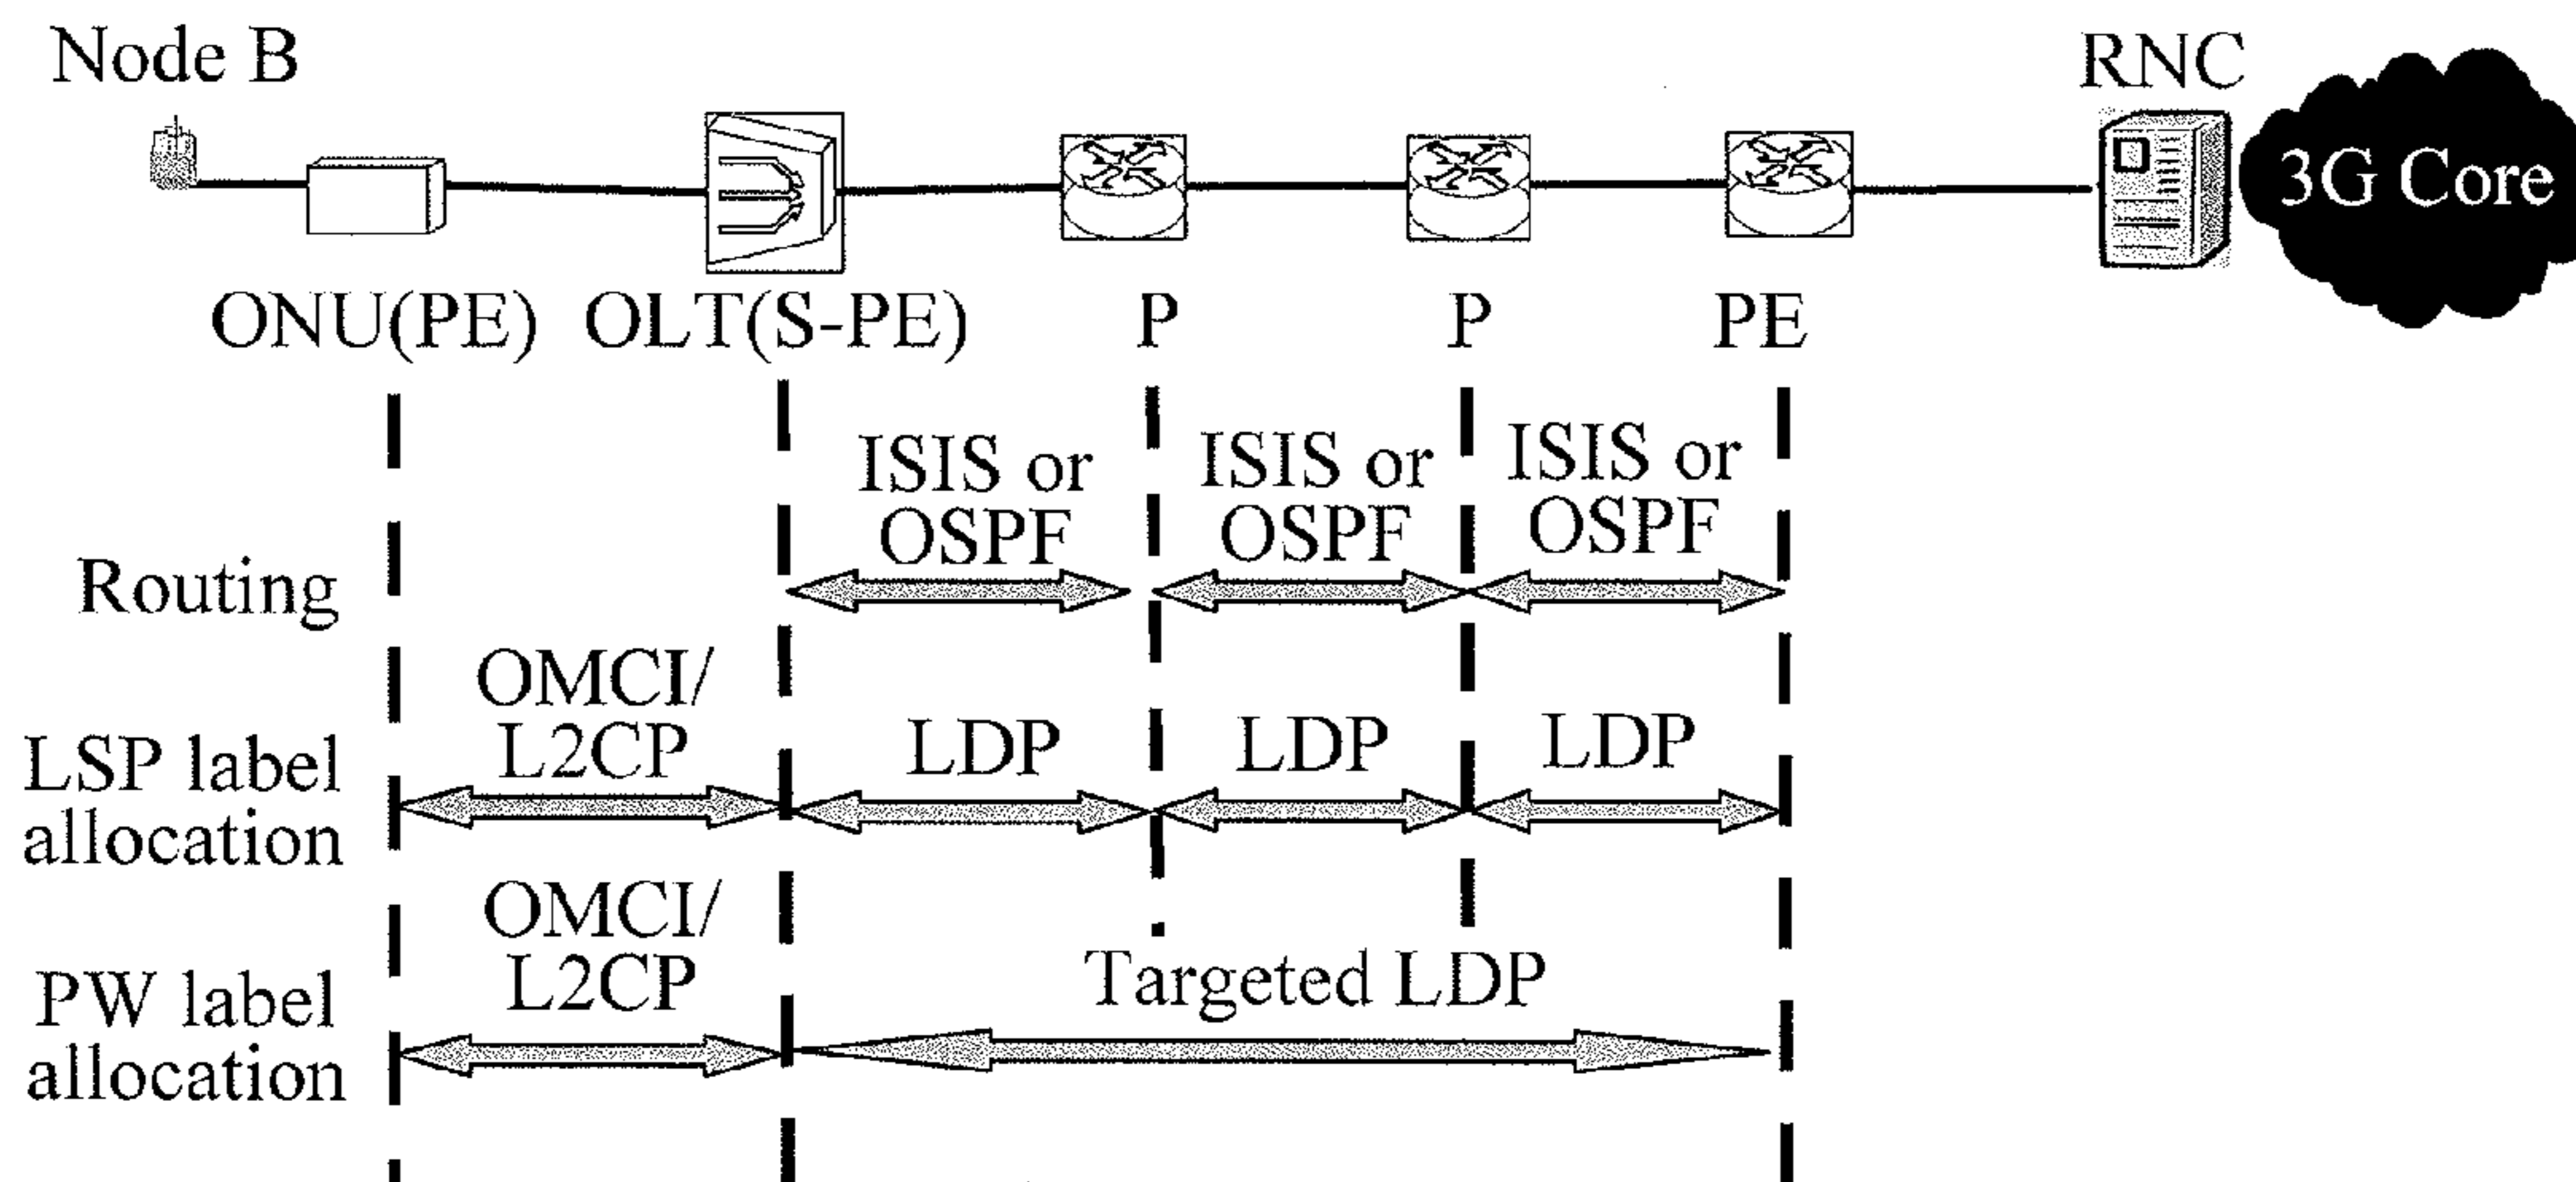 Node B
RNC
3G Core
ONU(PE)
OLT(S-PE)
P
P
PE
ISIS or
OSPF
ISIS or
OSPF
ISIS or
OSPF
Routing
OMCI/
L2CP
LDP
LDP
LDP
LSP label
allocation
OMCI/
L2CP
Targeted LDP
PW label
allocation